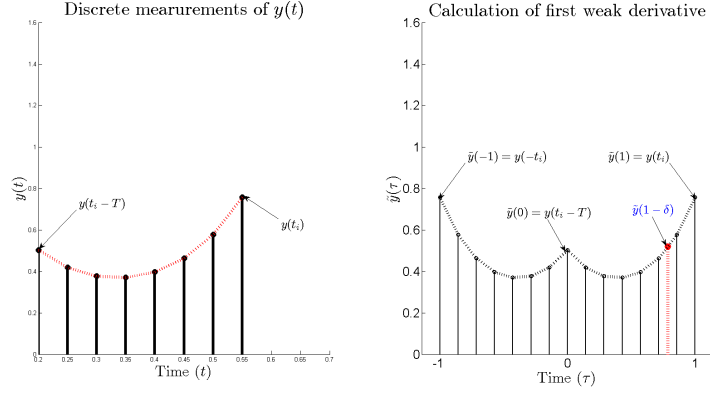 Discrete mearurements of y(t)
1.6
1.4
1.2
1
0.8
0.6
0.4
0.2
0
y(t)
y(t_i − T)
y(t_i)
0.2 0.25 0.3 0.35 0.4 0.45 0.5 0.55 0.6 0.65 0.7
Time (t)
Calculation of first weak derivative
1.6
1.4
1.2
1
0.8
0.6
0.4
0.2
0
ỹ(τ)
ỹ(−1) = y(−t_i)
ỹ(1) = y(t_i)
ỹ(0) = y(t_i − T)
ỹ(1 − δ)
-1 0 1
Time (τ)